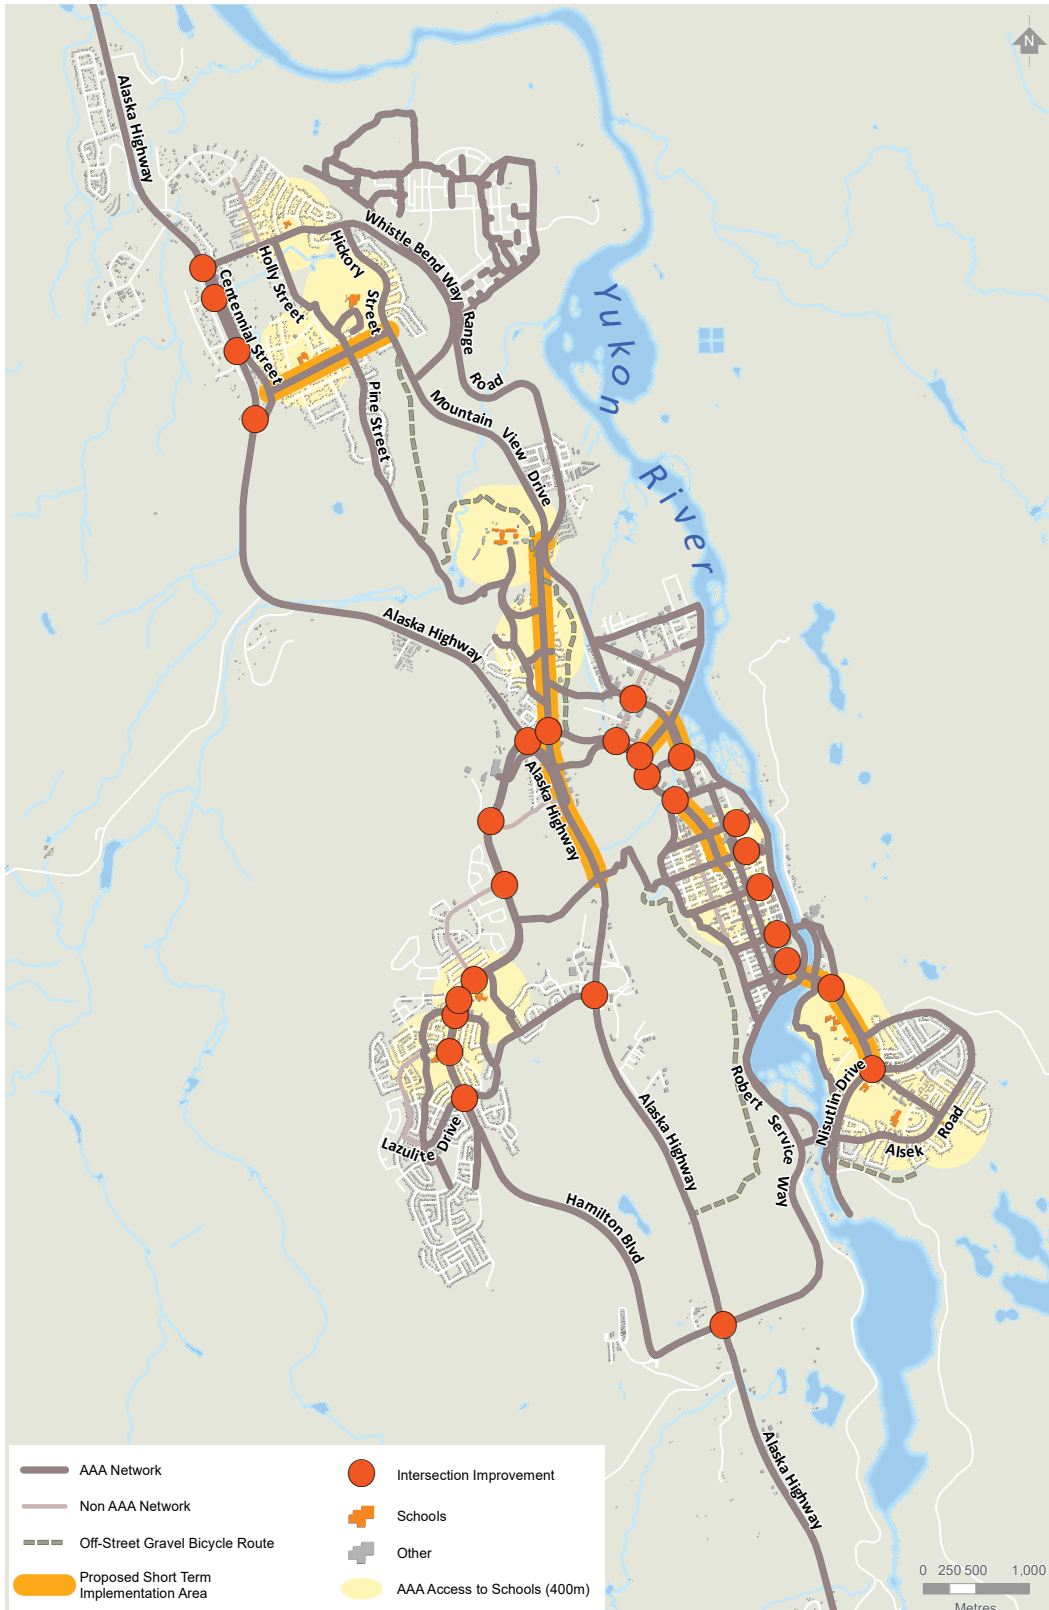 N
Alaska Highway
Whistle Bend Way
Hickory
Street
Holly Street
Centennial Street
Range
Road
Pine Street
Mountain
View
Drive
Yukon
River
Alaska Highway
Alaska Highway
Robert
Service
Way
Nisutlin Drive
Alsek
Road
Alaska Highway
Lazulite
Drive
Hamilton Blvd
Alaska Highway
AAA Network
Non AAA Network
Off-Street Gravel Bicycle Route
Proposed Short Term
Implementation Area
Intersection Improvement
Schools
Other
AAA Access to Schools (400m)
0 250 500 1,000
Metres